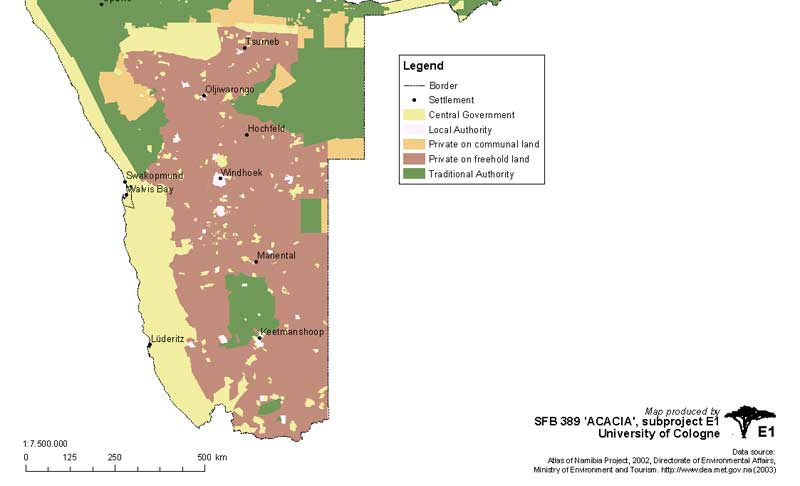 Tsumeb
Otjiwarongo
Hochfeld
Windhoek
Swakopmund
Walvis Bay
Mariental
Keetmanshoop
Lüderitz
Legend
Border
Settlement
Central Government
Local Authority
Private on communal land
Private on freehold land
Traditional Authority
1:7.500.000
0 125 250 500 km
Map produced by
SFB 389 'ACACIA', subproject E1
University of Cologne
E1
Data source:
Atlas of Namibia Project, 2002, Directorate of Environmental Affairs,
Ministry of Environment and Tourism. http://www.dea.met.gov.na (2003)